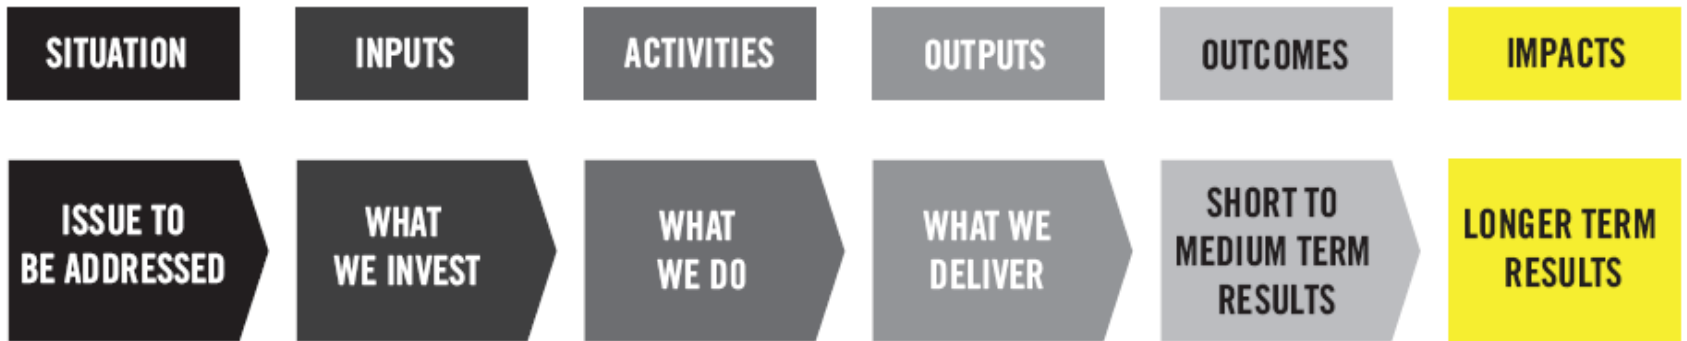 SITUATION
INPUTS
ACTIVITIES
OUTPUTS
OUTCOMES
IMPACTS
ISSUE TO
BE ADDRESSED
WHAT
WE INVEST
WHAT
WE DO
WHAT WE
DELIVER
SHORT TO
MEDIUM TERM
RESULTS
LONGER TERM
RESULTS